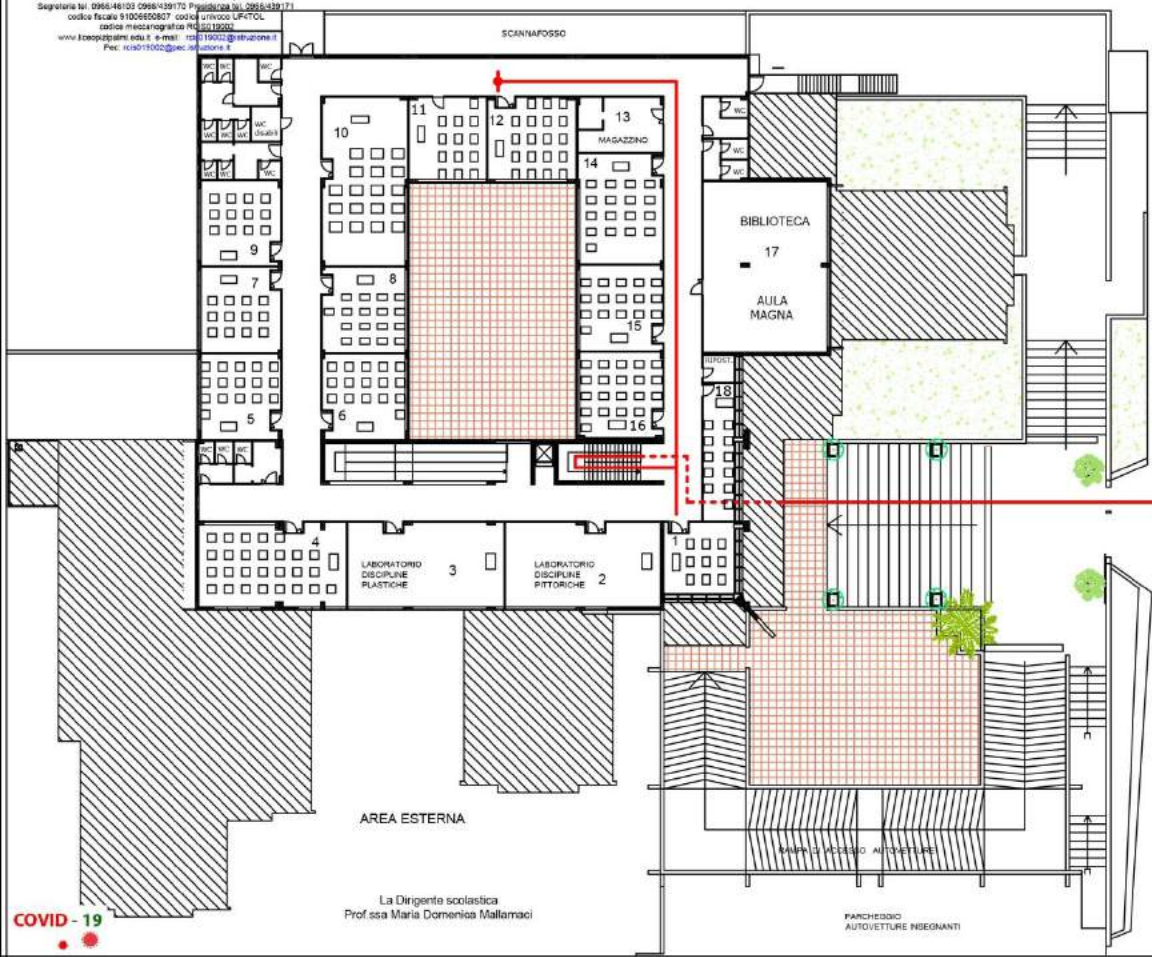 Segreteria tel. 0966/46103 0966/439170 Presidenza tel. 0966/439171
codice fiscale 91006650807 codice univoco UF4TOL
codice meccanografico RCIS019002
www.liceopizipalmi.edu.it e-mail: rcis019002@istruzione.it
Pec: rcis019002@pec.istruzione.it
SCANNAFOSSO
WC WC WC
WC WC WC
WC disabili
WC WC WC
10
11
12
13
MAGAZZINO
14
WC
WC
WC
9
7
8
BIBLIOTECA
17
AULA
MAGNA
15
RIPOST.
5
6
16
18
WC WC WC
4
LABORATORIO
DISCIPLINE
PLASTICHE
3
LABORATORIO
DISCIPLINE
PITTORICHE
2
1
AREA ESTERNA
RAMPA DI ACCESSO AUTOVETTURE
La Dirigente scolastica
Prof.ssa Maria Domenica Mallamaci
PARCHEGGIO
AUTOVETTURE INSEGNANTI
COVID - 19